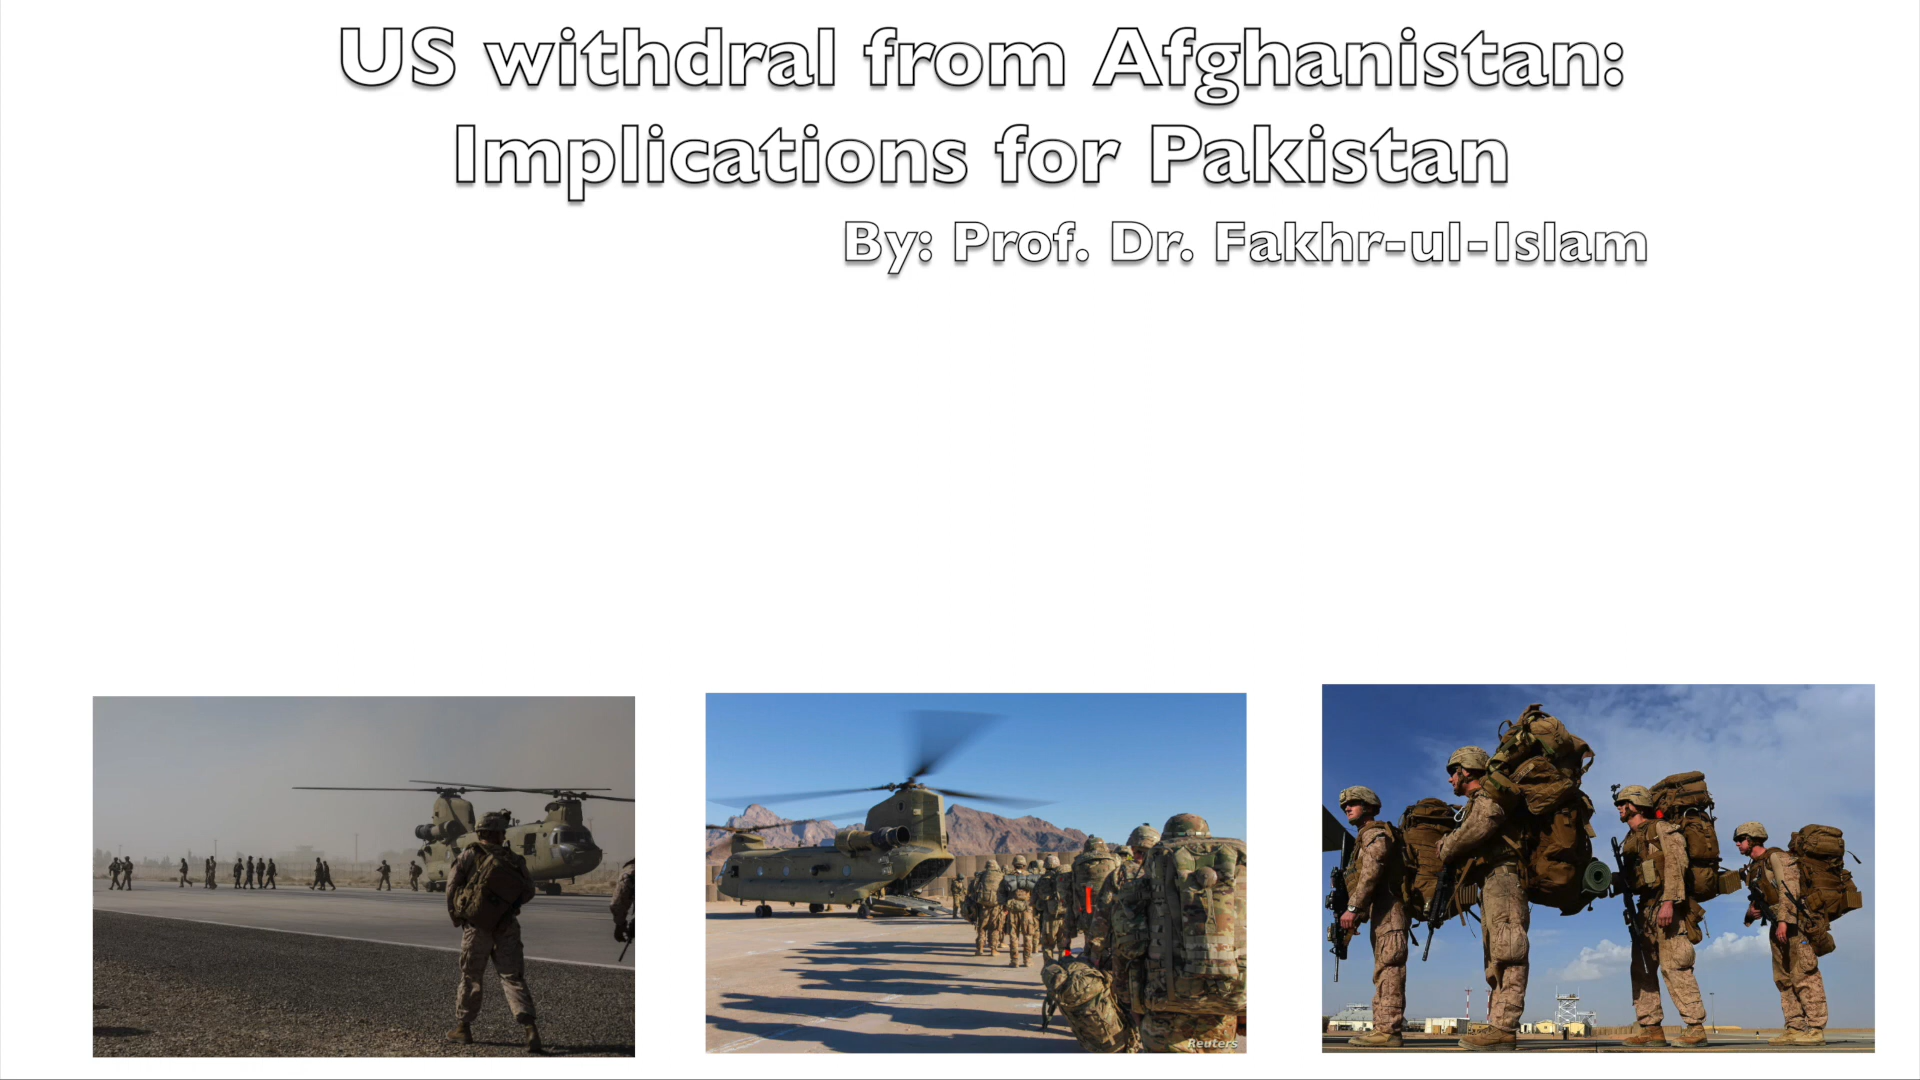 US withdral from Afghanistan:
Implications for Pakistan
By: Prof. Dr. Fakhr-ul-Islam
Reuters